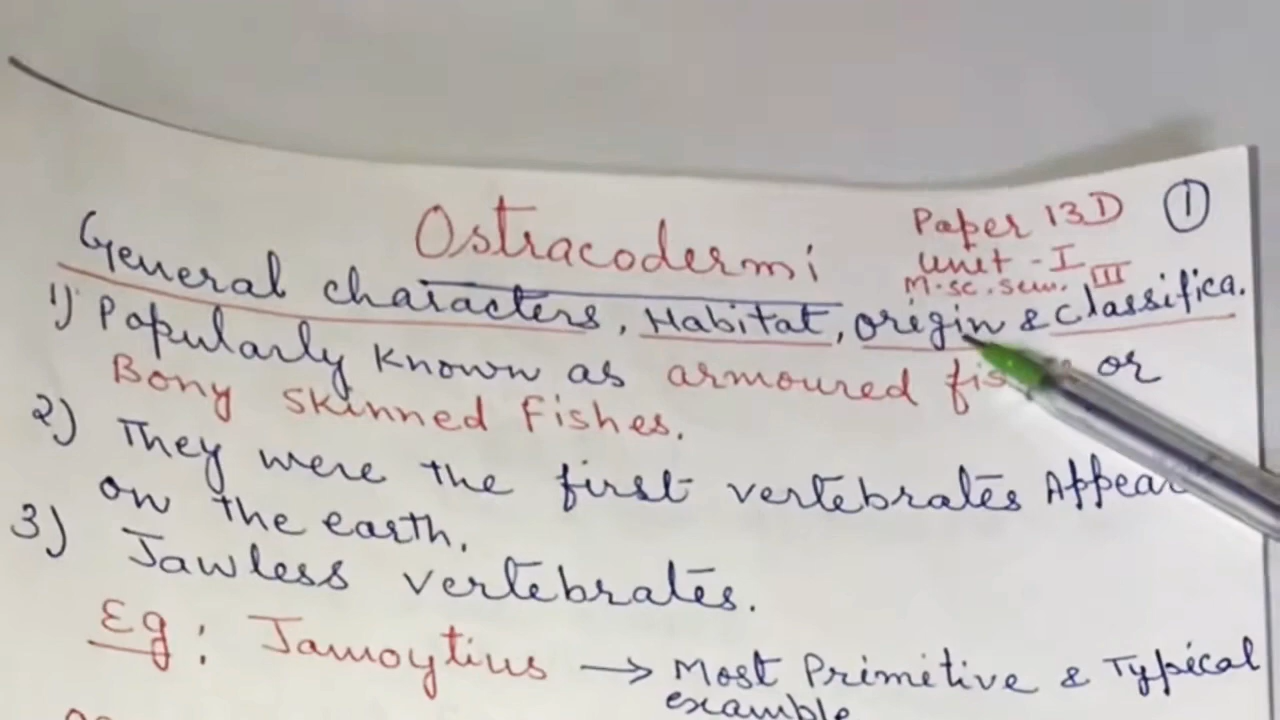 Ostracodermi
Paper 13D
Unit - I
M.sc. sem. III
1
General characters, Habitat, origin & classifica.
1) Popularly known as armoured or
Bony skinned Fishes.
2) They were the first vertebrates
on the earth.
3) Jawless vertebrates.
Eg: Jamoytius → Most Primitive & Typical
example